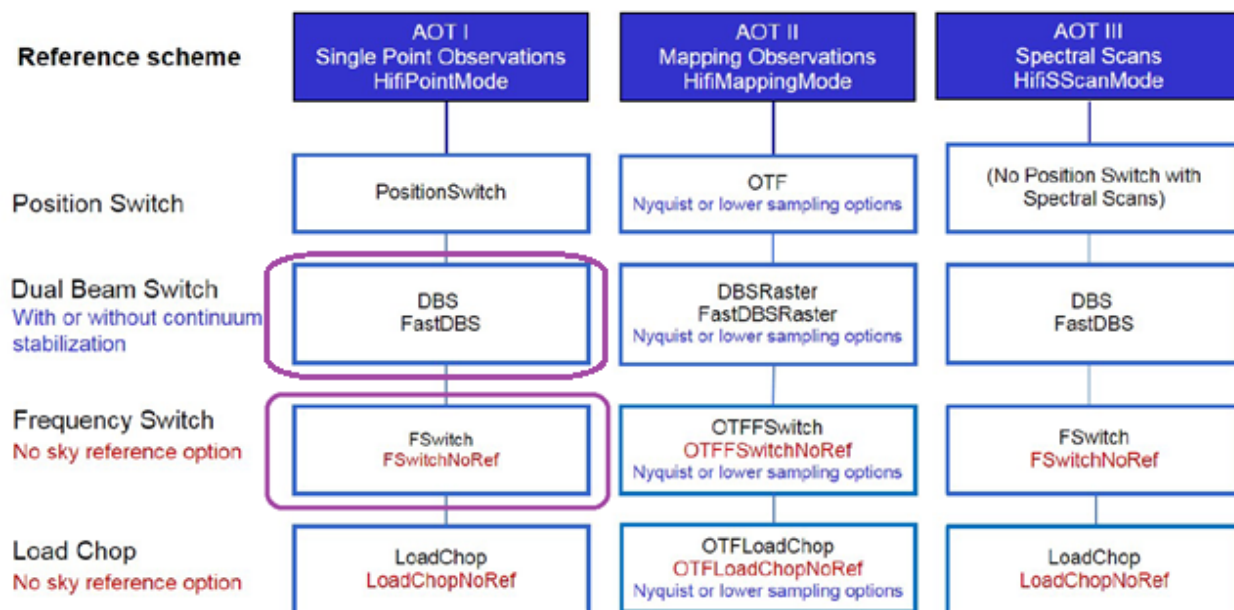 Reference scheme
AOT I
Single Point Observations
HifiPointMode
AOT II
Mapping Observations
HifiMappingMode
AOT III
Spectral Scans
HifiSScanMode
Position Switch
PositionSwitch
OTF
Nyquist or lower sampling options
(No Position Switch with
Spectral Scans)
Dual Beam Switch
With or without continuum
stabilization
DBS
FastDBS
DBSRaster
FastDBSRaster
Nyquist or lower sampling options
DBS
FastDBS
Frequency Switch
No sky reference option
FSwitch
FSwitchNoRef
OTFFSwitch
OTFFSwitchNoRef
Nyquist or lower sampling options
FSwitch
FSwitchNoRef
Load Chop
No sky reference option
LoadChop
LoadChopNoRef
OTFLoadChop
OTFLoadChopNoRef
Nyquist or lower sampling options
LoadChop
LoadChopNoRef